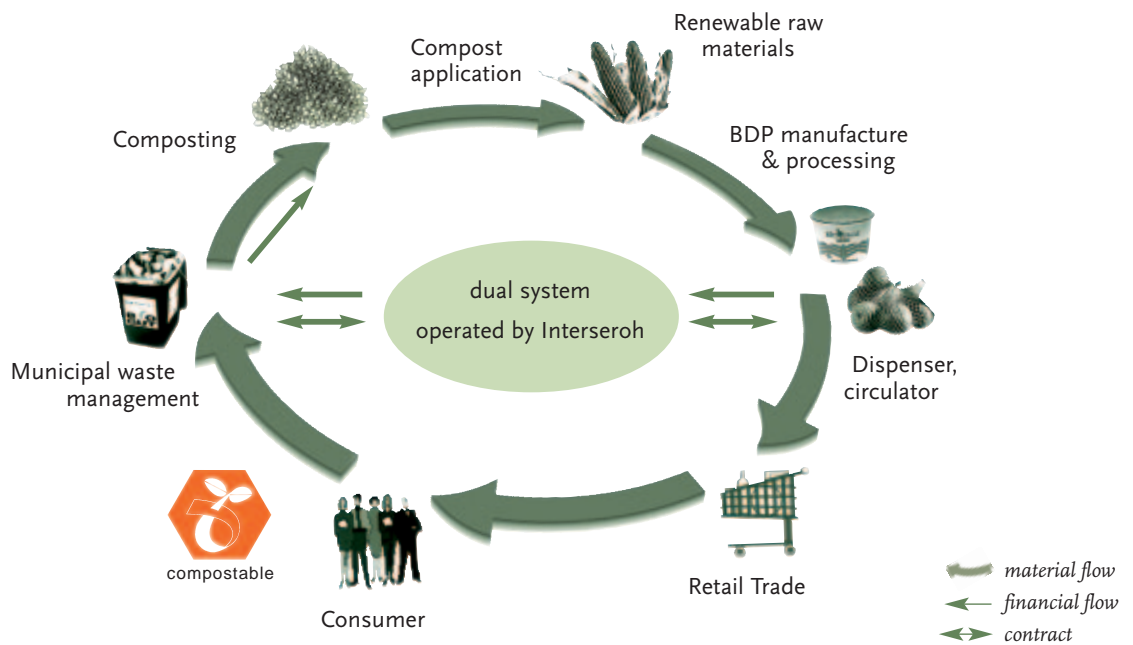 Renewable raw
materials
Compost
application
Composting
BDP manufacture
& processing
dual system
operated by Interseroh
Municipal waste
management
Dispenser,
circulator
compostable
Retail Trade
Consumer
material flow
financial flow
contract